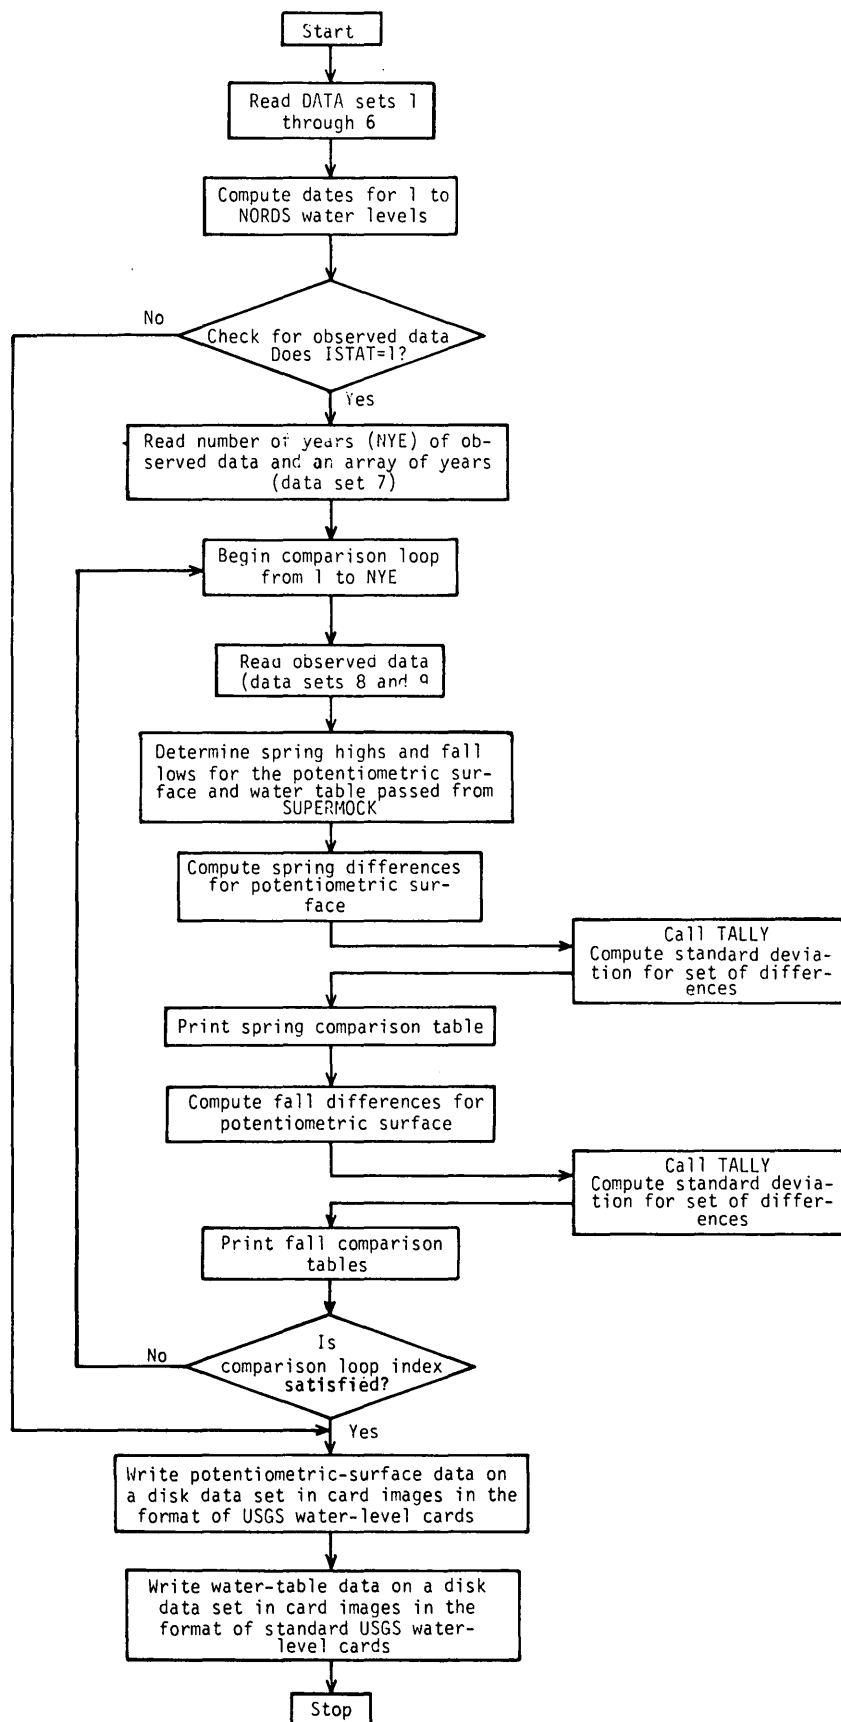 Start
Read DATA sets 1
through 6
Compute dates for 1 to
NORDS water levels
No
Check for observed data
Does ISTAT=1?
Yes
Read number of years (NYE) of ob-
served data and an array of years
(data set 7)
Begin comparison loop
from 1 to NYE
Read observed data
(data sets 8 and 9
Determine spring highs and fall
lows for the potentiometric sur-
face and water table passed from
SUPERMOCK
Compute spring differences
for potentiometric sur-
face
Call TALLY
Compute standard devia-
tion for set of differ-
ences
Print spring comparison table
Compute fall differences for
potentiometric surface
Call TALLY
Compute standard devia-
tion for set of differ-
ences
Print fall comparison
tables
Is
No
comparison loop index
satisfied?
Yes
Write potentiometric-surface data on
a disk data set in card images in the
format of USGS water-level cards
Write water-table data on a disk
data set in card images in the
format of standard USGS water-
level cards
Stop